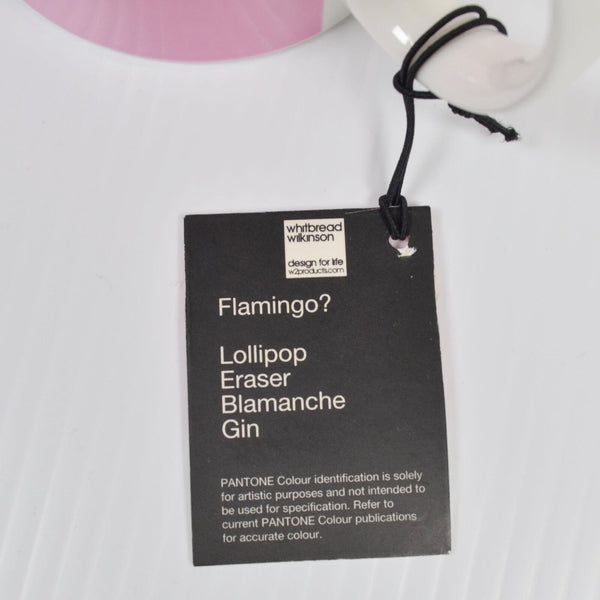 whitbread
wilkinson
design for life
w2products.com
Flamingo?
Lollipop
Eraser
Blamanche
Gin
PANTONE Colour identification is solely
for artistic purposes and not intended to
be used for specification. Refer to
current PANTONE Colour publications
for accurate colour.